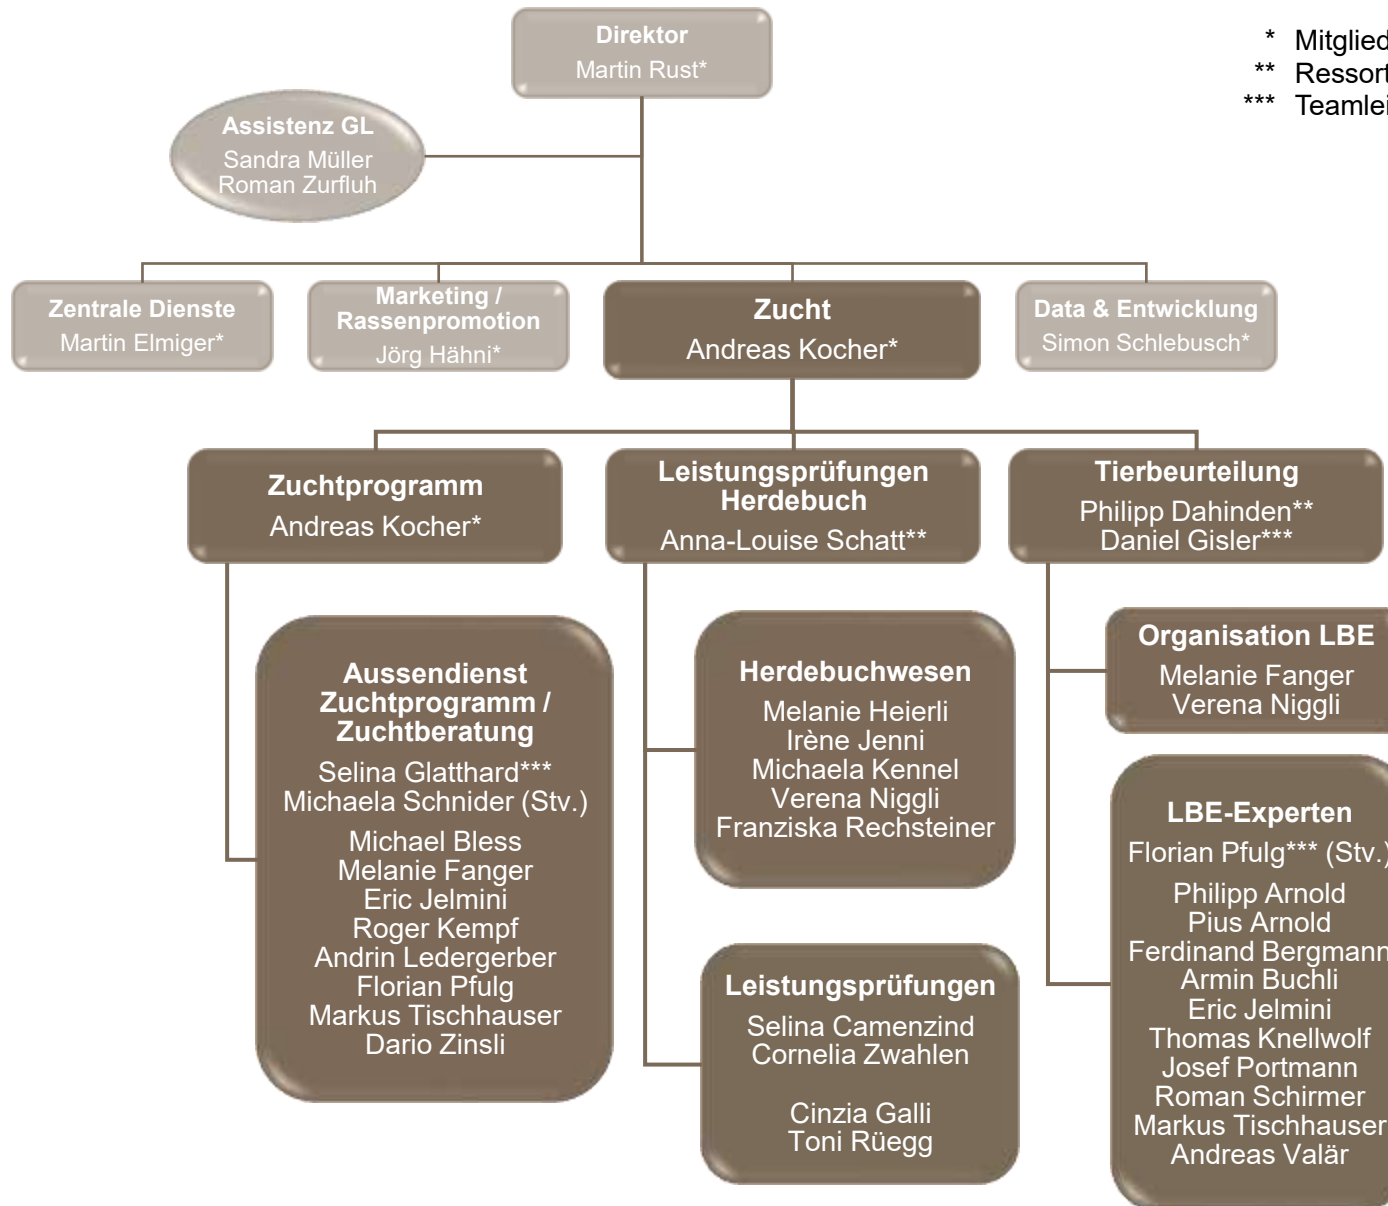 Direktor
Martin Rust*
* Mitglied
** Ressort
*** Teamlei
Assistenz GL
Sandra Müller
Roman Zurfluh
Zentrale Dienste
Martin Elmiger*
Marketing /
Rassenpromotion
Jörg Hähni*
Zucht
Andreas Kocher*
Data & Entwicklung
Simon Schlebusch*
Zuchtprogramm
Andreas Kocher*
Leistungsprüfungen
Herdebuch
Anna-Louise Schatt**
Tierbeurteilung
Philipp Dahinden**
Daniel Gisler***
Aussendienst
Zuchtprogramm /
Zuchtberatung
Selina Glatthard***
Michaela Schnider (Stv.)
Michael Bless
Melanie Fanger
Eric Jelmini
Roger Kempf
Andrin Ledergerber
Florian Pfulg
Markus Tischhauser
Dario Zinsli
Herdebuchwesen
Melanie Heierli
Irène Jenni
Michaela Kennel
Verena Niggli
Franziska Rechsteiner
Leistungsprüfungen
Selina Camenzind
Cornelia Zwahlen
Cinzia Galli
Toni Rüegg
Organisation LBE
Melanie Fanger
Verena Niggli
LBE-Experten
Florian Pfulg*** (Stv.)
Philipp Arnold
Pius Arnold
Ferdinand Bergmann
Armin Buchli
Eric Jelmini
Thomas Knellwolf
Josef Portmann
Roman Schirmer
Markus Tischhauser
Andreas Valär